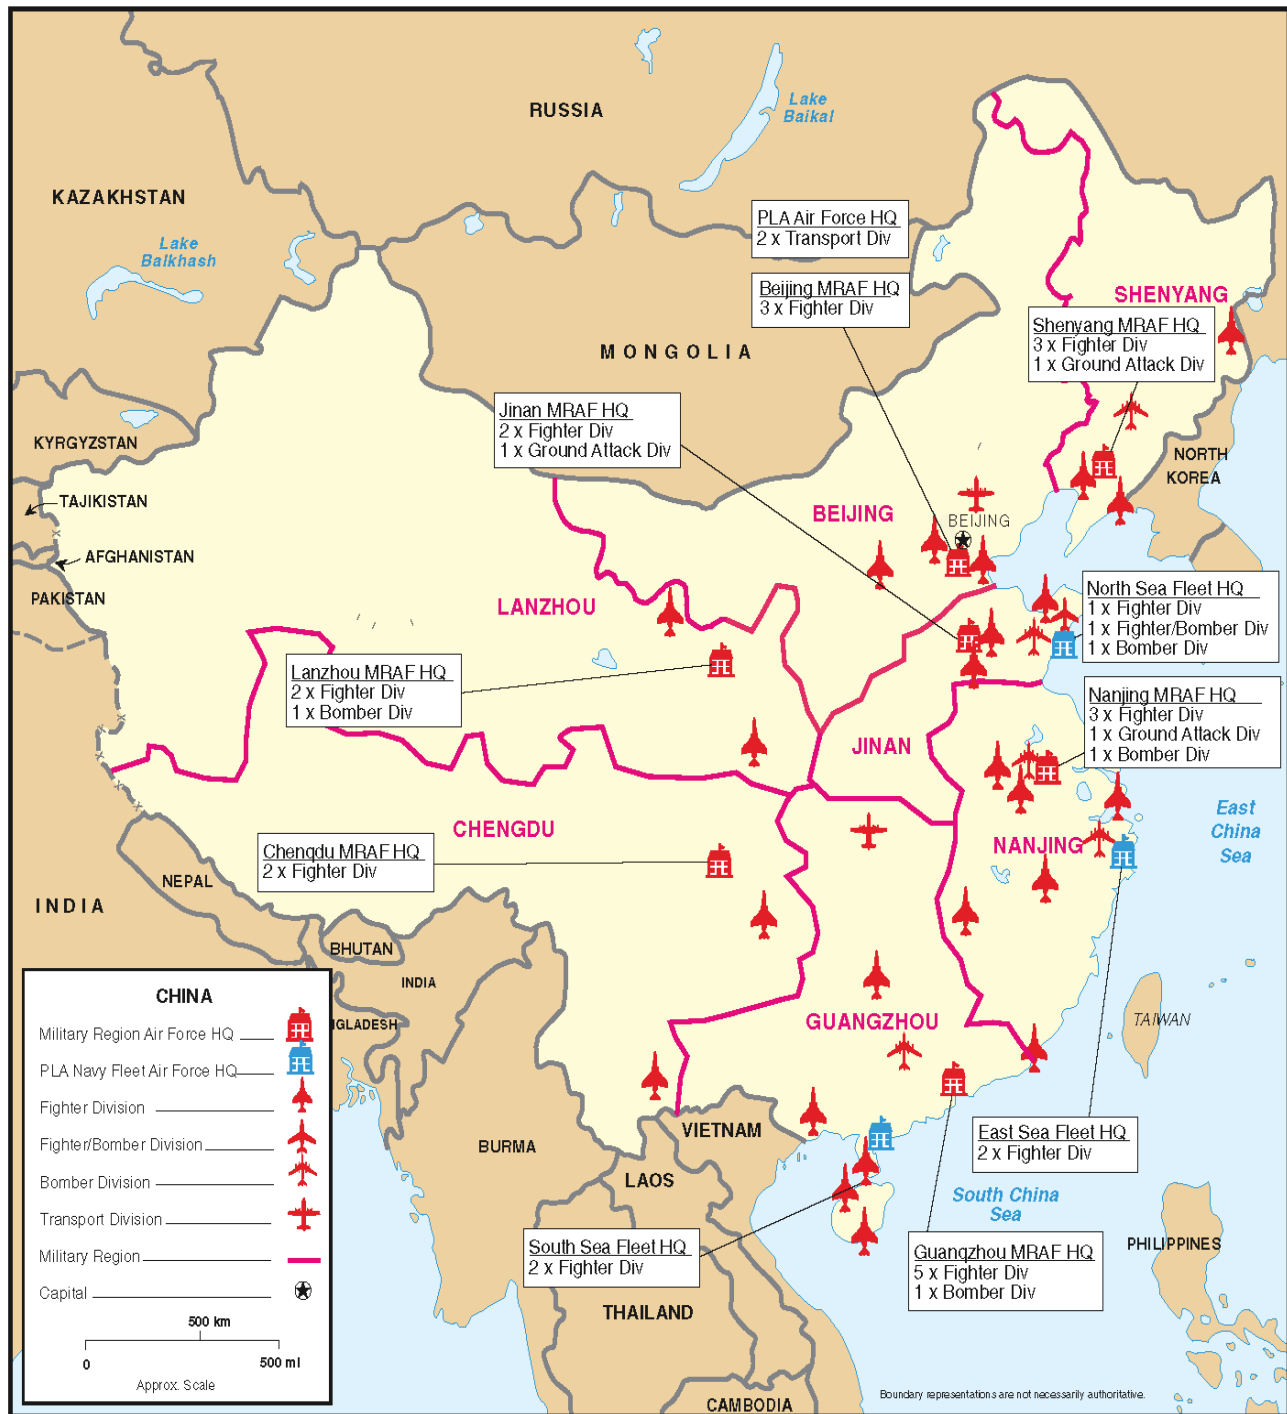 RUSSIA
Lake
Baikal
KAZAKHSTAN
Lake
Balkhash
PLA Air Force HQ
2 x Transport Div
Beijing MRAF HQ
3 x Fighter Div
SHENYANG
Shenyang MRAF HQ
3 x Fighter Div
1 x Ground Attack Div
MONGOLIA
Jinan MRAF HQ
2 x Fighter Div
1 x Ground Attack Div
KYRGYZSTAN
NORTH
KOREA
TAJIKISTAN
BEIJING
BEIJING
AFGHANISTAN
PAKISTAN
LANZHOU
North Sea Fleet HQ
1 x Fighter Div
1 x Fighter/Bomber Div
1 x Bomber Div
Lanzhou MRAF HQ
2 x Fighter Div
1 x Bomber Div
Nanjing MRAF HQ
3 x Fighter Div
1 x Ground Attack Div
1 x Bomber Div
JINAN
East
China
Sea
CHENGDU
NANJING
Chengdu MRAF HQ
2 x Fighter Div
NEPAL
INDIA
BHUTAN
INDIA
NGLADESH
GUANGZHOU
TAIWAN
CHINA
Military Region Air Force HQ
PLA Navy Fleet Air Force HQ
Fighter Division
Fighter/Bomber Division
Bomber Division
Transport Division
Military Region
Capital
500 km
0
500 mi
Approx. Scale
BURMA
VIETNAM
LAOS
East Sea Fleet HQ
2 x Fighter Div
South China
Sea
South Sea Fleet HQ
2 x Fighter Div
Guangzhou MRAF HQ
5 x Fighter Div
1 x Bomber Div
PHILIPPINES
THAILAND
CAMBODIA
Boundary representations are not necessarily authoritative.